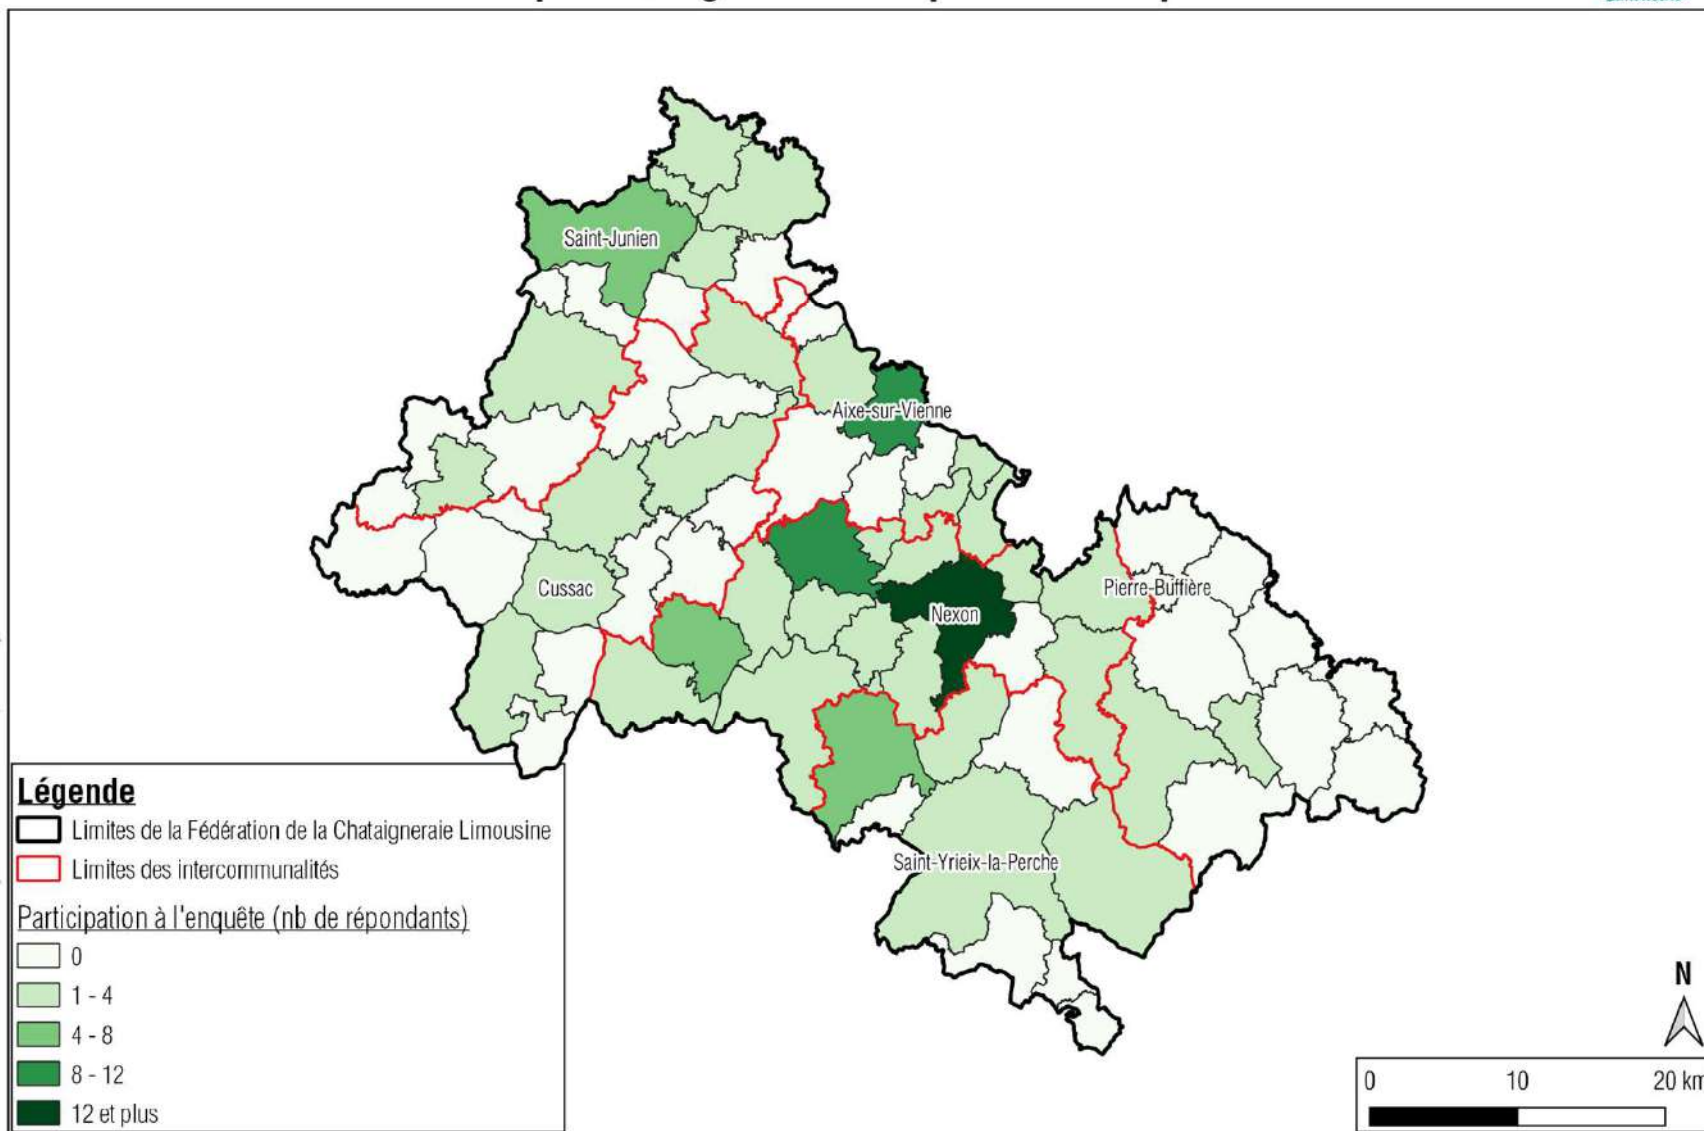 Saint-Junien
Aixe-sur-Vienne
Cussac
Pierre-Buffière
Nexon
Saint-Yrieix-la-Perche
Légende
Limites de la Fédération de la Chataigneraie Limousine
Limites des intercommunalités
Participation à l'enquête (nb de répondants)
0
1 - 4
4 - 8
8 - 12
12 et plus
N
0 10 20 km